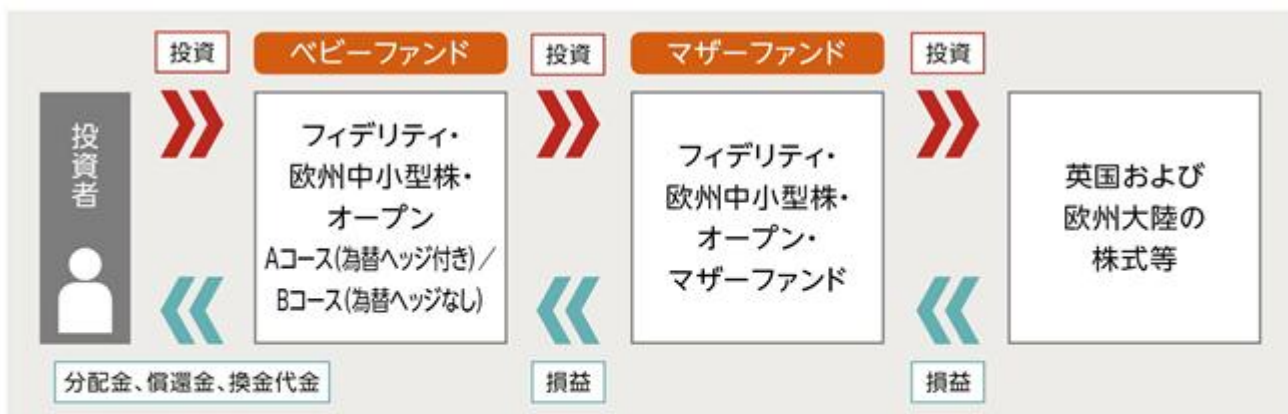 投資
ベビーファンド
投資
マザーファンド
投資
投資者
フィデリティ・
欧州中小型株・
オープン
Aコース(為替ヘッジ付き)／
Bコース(為替ヘッジなし)
フィデリティ・
欧州中小型株・
オープン・
マザーファンド
英国および
欧州大陸の
株式等
分配金、償還金、換金代金
損益
損益